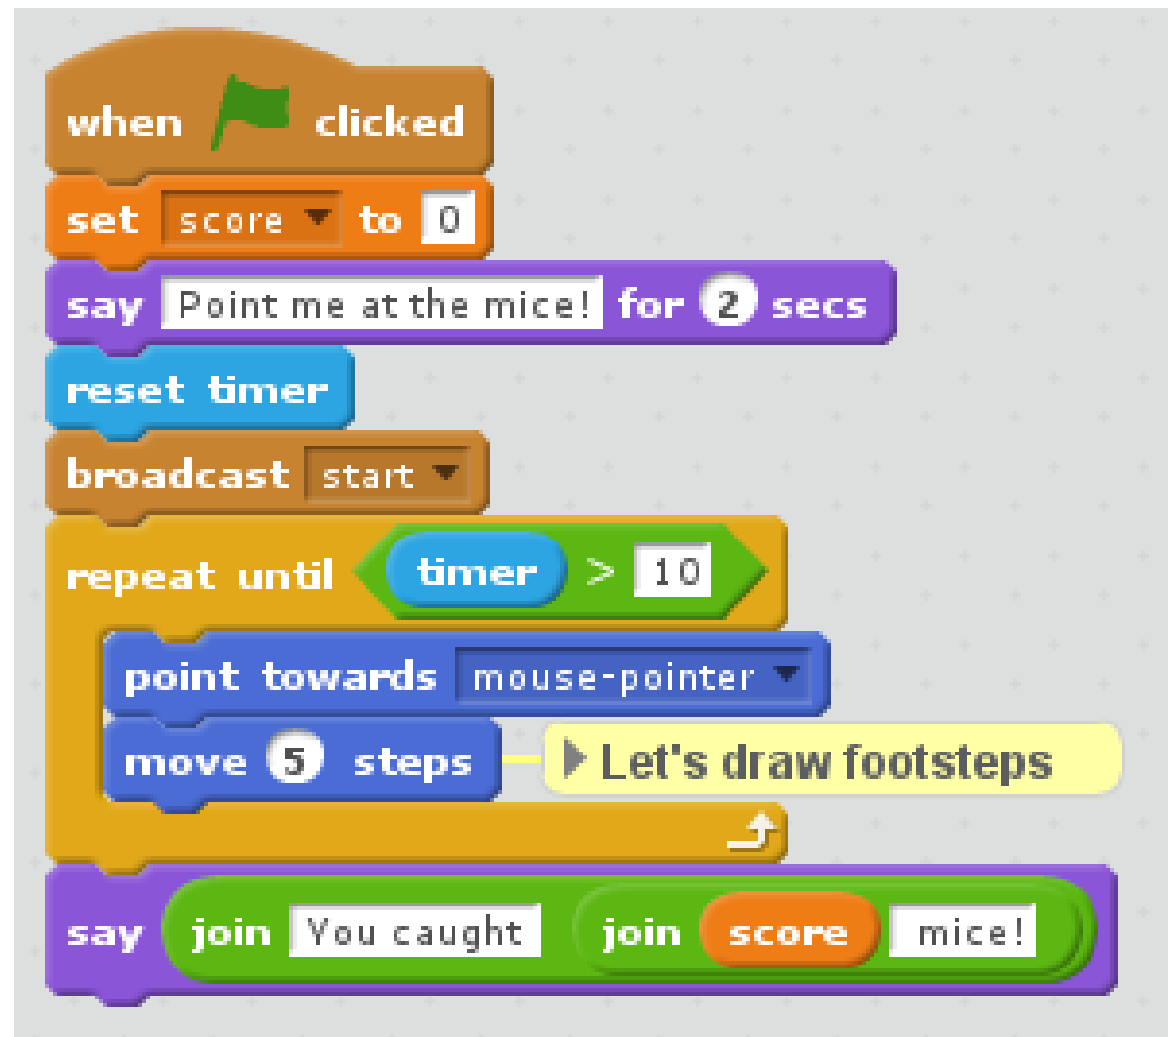 when clicked
set score to 0
say Point me at the mice! for 2 secs
reset timer
broadcast start
repeat until timer > 10
point towards mouse-pointer
move 5 steps Let's draw footsteps
say join You caught join score mice!